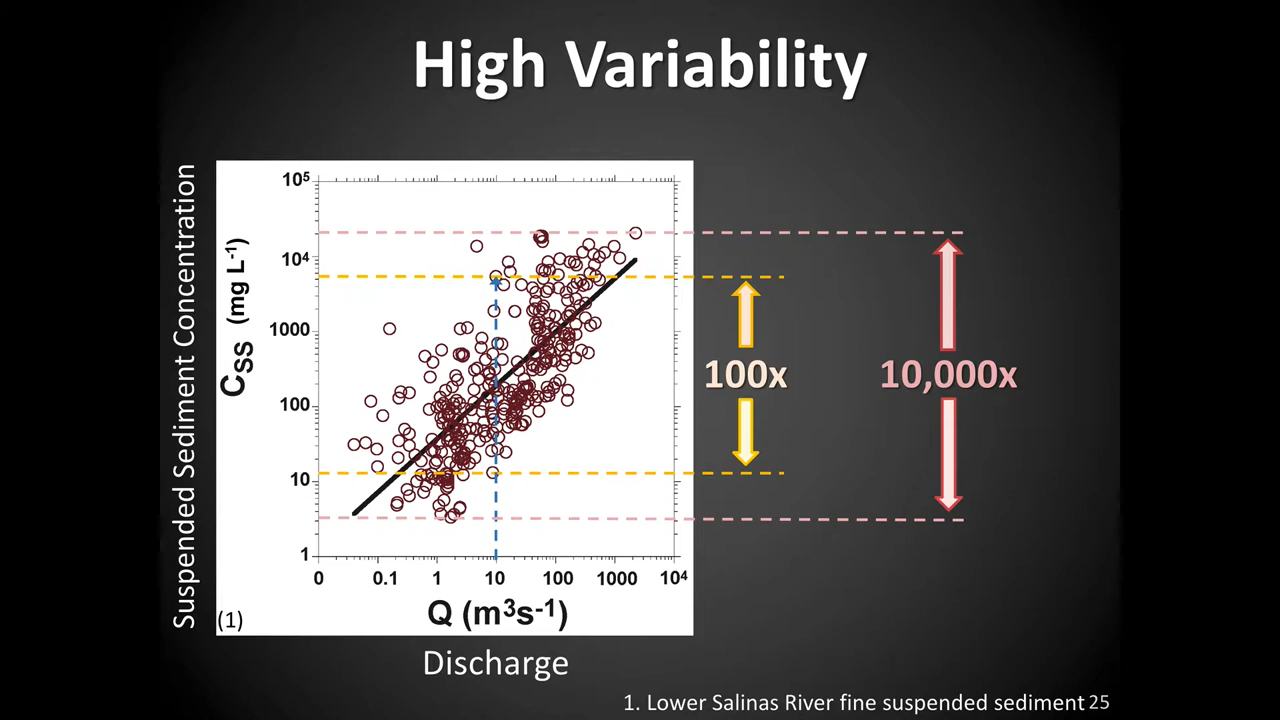 High Variability
Suspended Sediment Concentration
C_SS (mg L⁻¹)
10⁵
10⁴
1000
100
10
1
0 0.1 1 10 100 1000 10⁴
Q (m³s⁻¹)
(1)
Discharge
100x
10,000x
1. Lower Salinas River fine suspended sediment 25